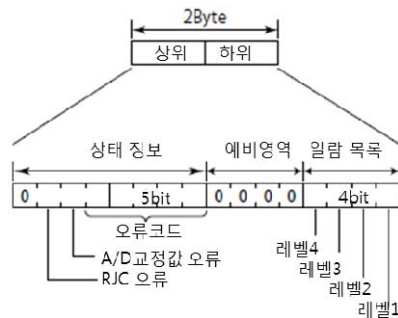 2Byte
상위 하위
상태 정보 예비영역 일람 목록
0 5bit 0 0 0 0 4bit
오류코드
A/D교정값 오류
RJC 오류
레벨4
레벨3
레벨2
레벨1